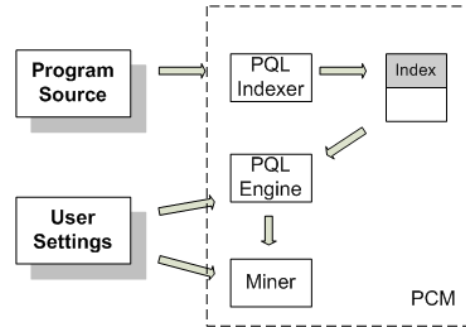 Program
Source
PQL
Indexer
Index
PQL
Engine
User
Settings
Miner
PCM